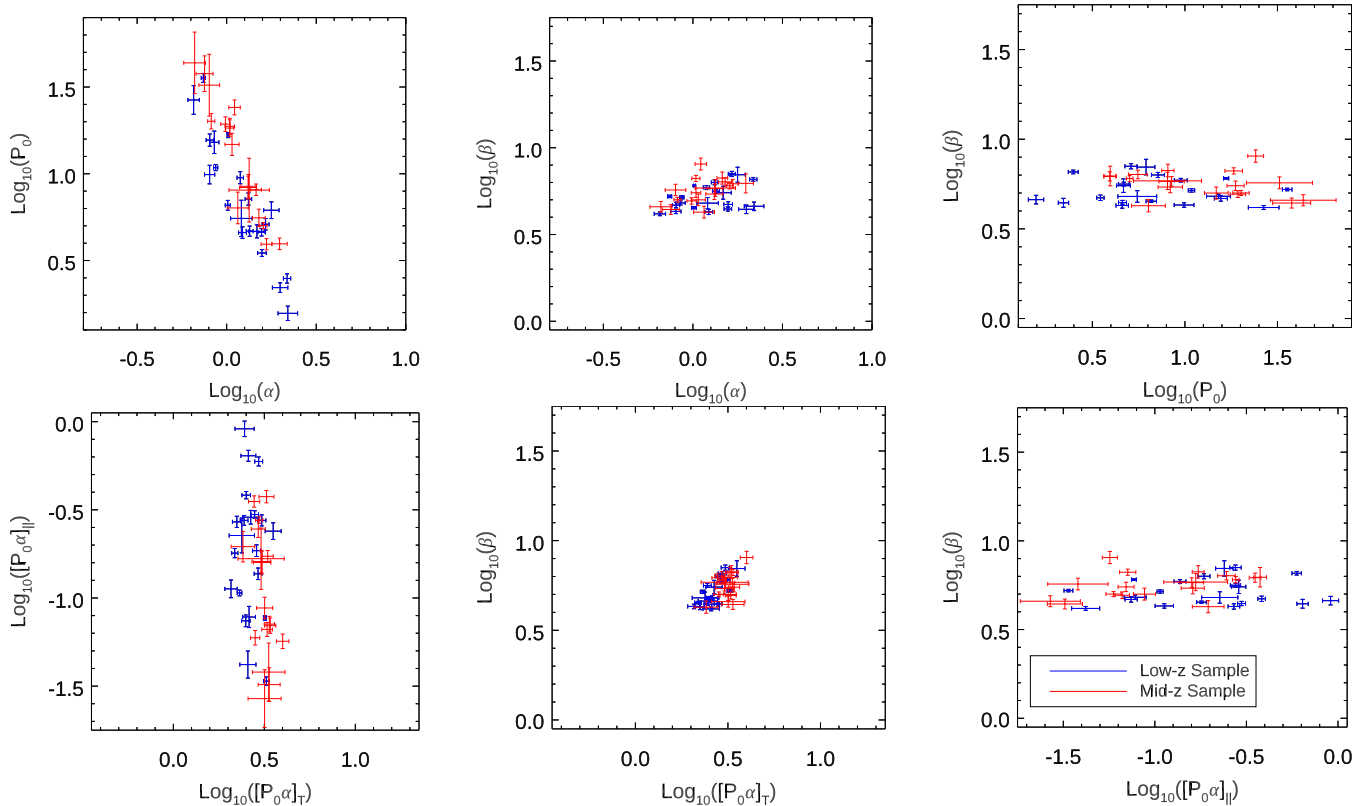 Log₁₀(P₀)
1.5
1.0
0.5
-0.5 0.0 0.5 1.0
Log₁₀(α)
Log₁₀(β)
1.5
1.0
0.5
0.0
-0.5 0.0 0.5 1.0
Log₁₀(α)
Log₁₀(β)
1.5
1.0
0.5
0.0
0.5 1.0 1.5
Log₁₀(P₀)
Log₁₀([P₀α]||)
0.0
-0.5
-1.0
-1.5
0.0 0.5 1.0
Log₁₀([P₀α]T)
Log₁₀(β)
1.5
1.0
0.5
0.0
0.0 0.5 1.0
Log₁₀([P₀α]T)
Log₁₀(β)
1.5
1.0
0.5
0.0
Low-z Sample
Mid-z Sample
-1.5 -1.0 -0.5 0.0
Log₁₀([P₀α]||)